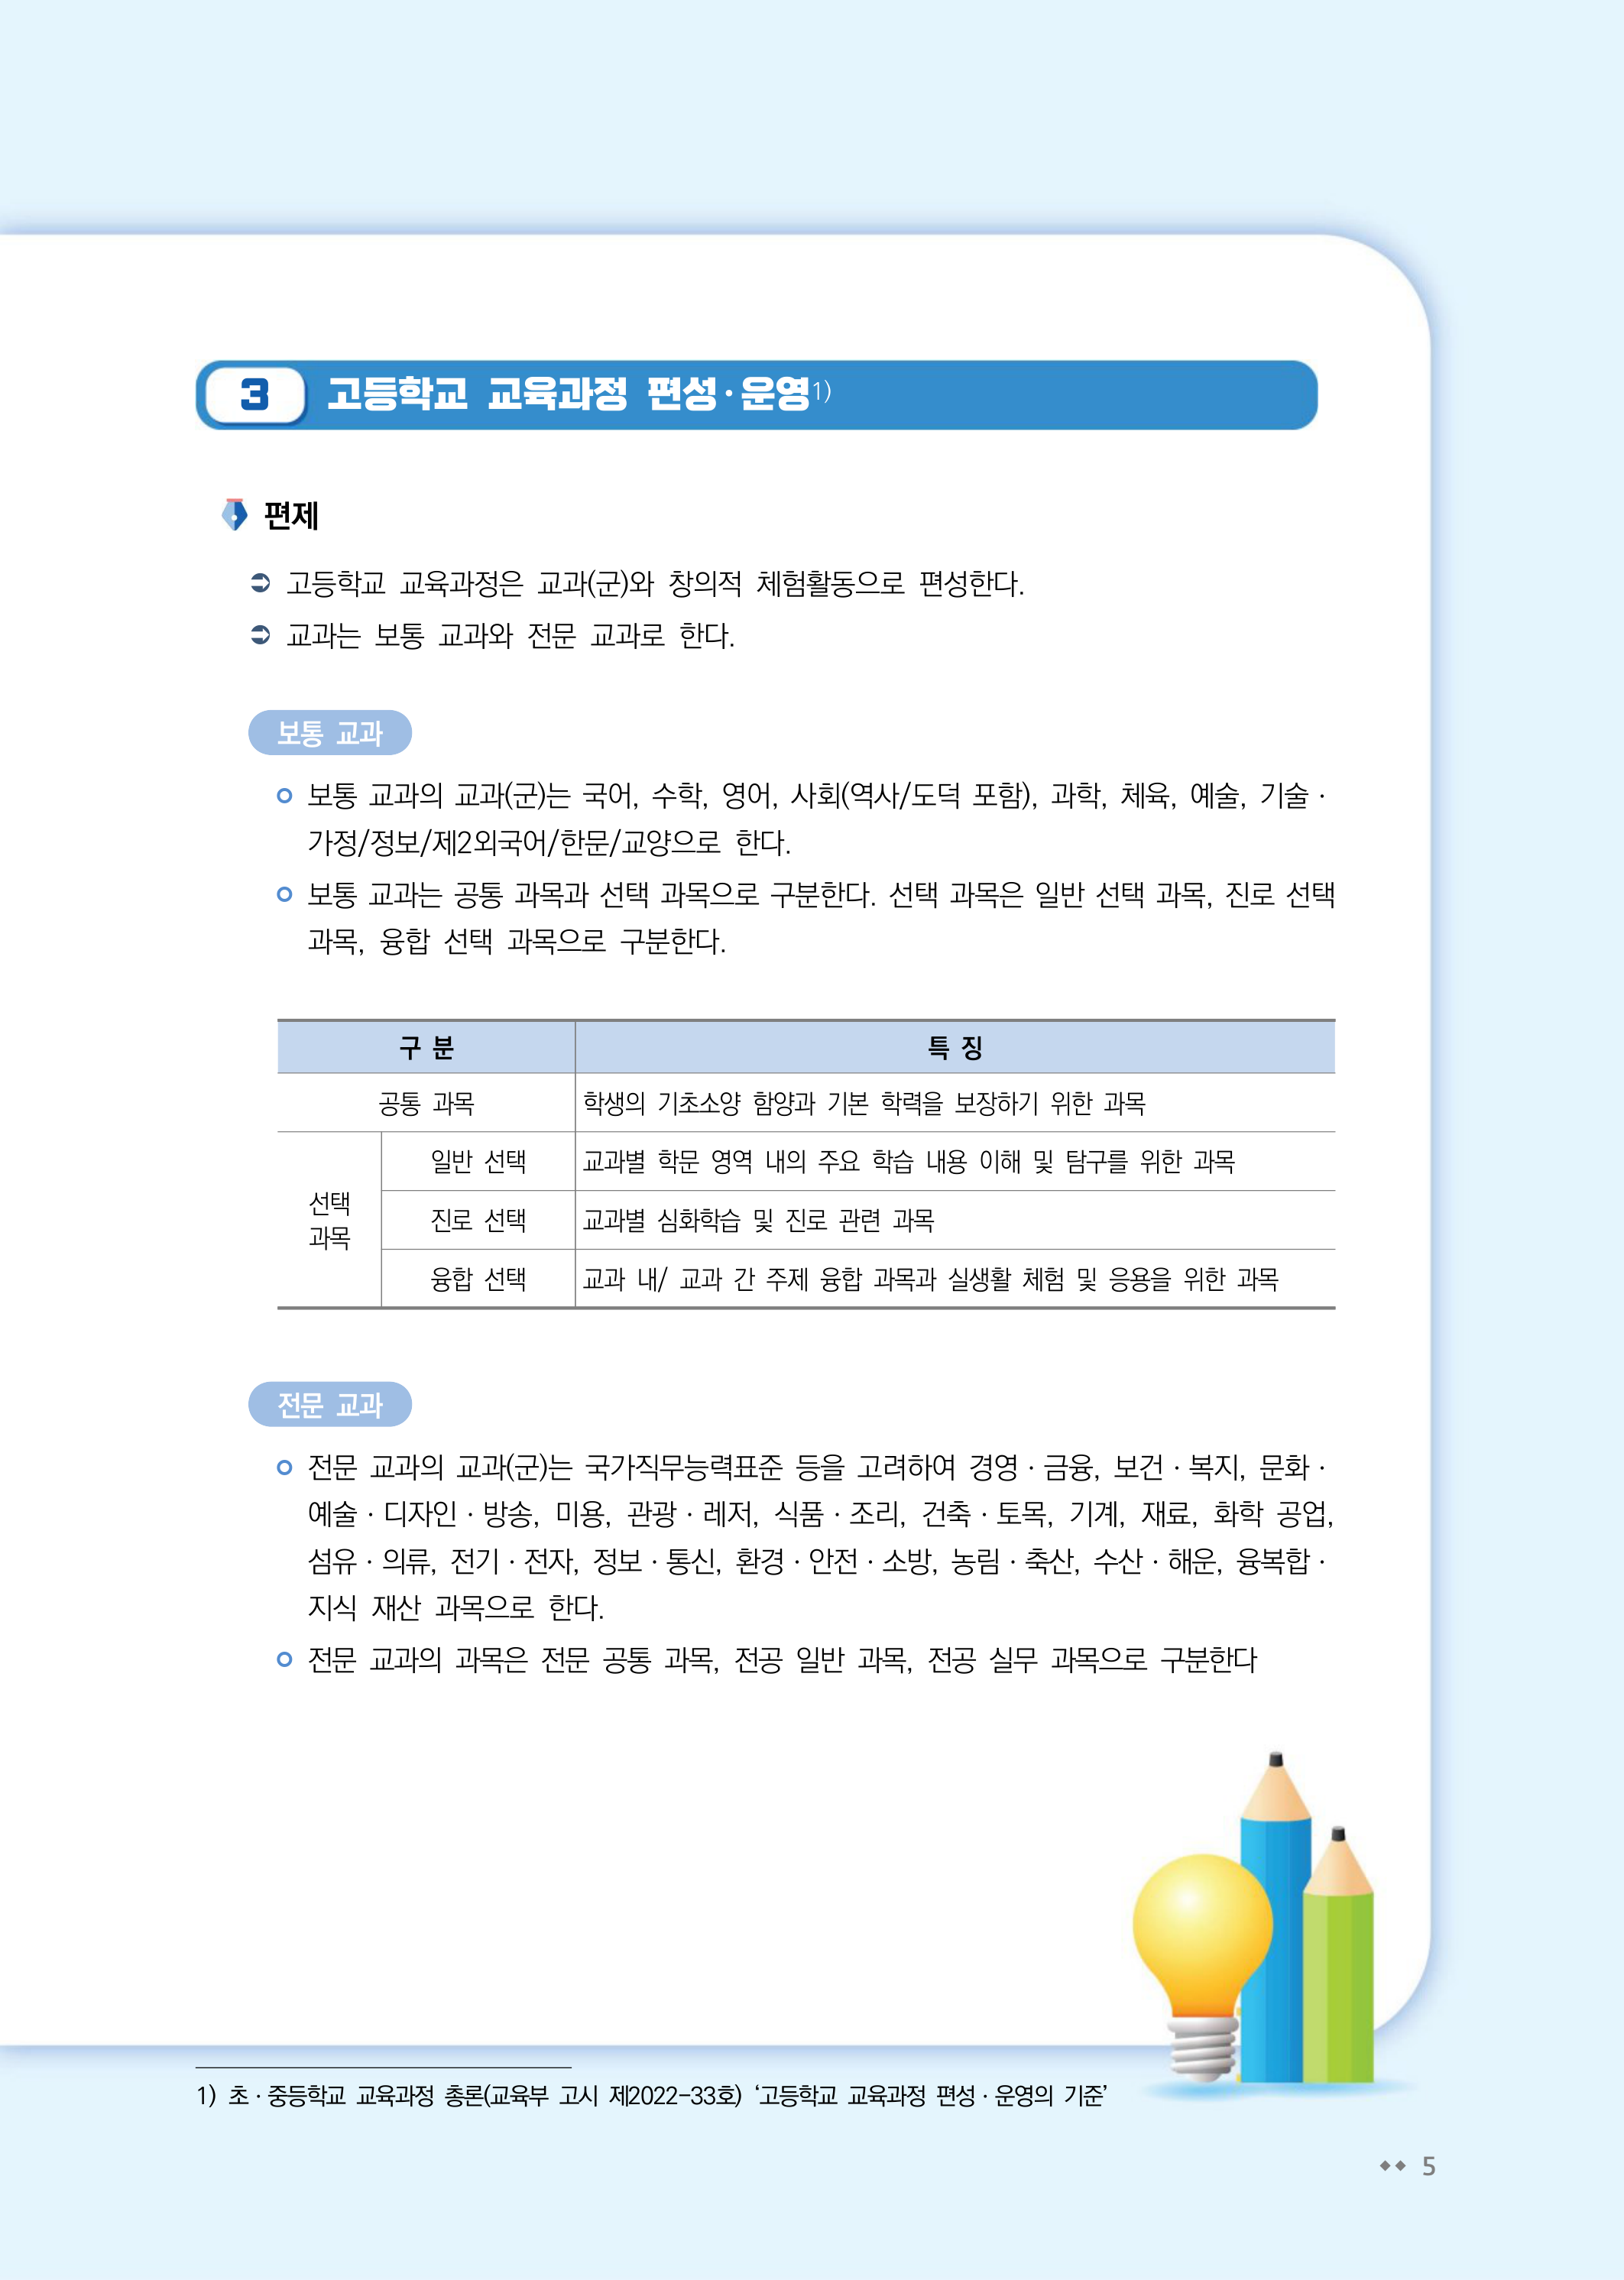 3 고등학교 교육과정 편성·운영1)
편제
➲ 고등학교 교육과정은 교과(군)와 창의적 체험활동으로 편성한다.
➲ 교과는 보통 교과와 전문 교과로 한다.
보통 교과
보통 교과의 교과(군)는 국어, 수학, 영어, 사회(역사/도덕 포함), 과학, 체육, 예술, 기술·
가정/정보/제2외국어/한문/교양으로 한다.
보통 교과는 공통 과목과 선택 과목으로 구분한다. 선택 과목은 일반 선택 과목, 진로 선택
과목, 융합 선택 과목으로 구분한다.
구 분 특 징
공통 과목 학생의 기초소양 함양과 기본 학력을 보장하기 위한 과목
선택
과목
일반 선택 교과별 학문 영역 내의 주요 학습 내용 이해 및 탐구를 위한 과목
진로 선택 교과별 심화학습 및 진로 관련 과목
융합 선택 교과 내/ 교과 간 주제 융합 과목과 실생활 체험 및 응용을 위한 과목
전문 교과
전문 교과의 교과(군)는 국가직무능력표준 등을 고려하여 경영·금융, 보건·복지, 문화·
예술·디자인·방송, 미용, 관광·레저, 식품·조리, 건축·토목, 기계, 재료, 화학 공업,
섬유·의류, 전기·전자, 정보·통신, 환경·안전·소방, 농림·축산, 수산·해운, 융복합·
지식 재산 과목으로 한다.
전문 교과의 과목은 전문 공통 과목, 전공 일반 과목, 전공 실무 과목으로 구분한다
1) 초·중등학교 교육과정 총론(교육부 고시 제2022-33호) ‘고등학교 교육과정 편성·운영의 기준’
◆◆ 5